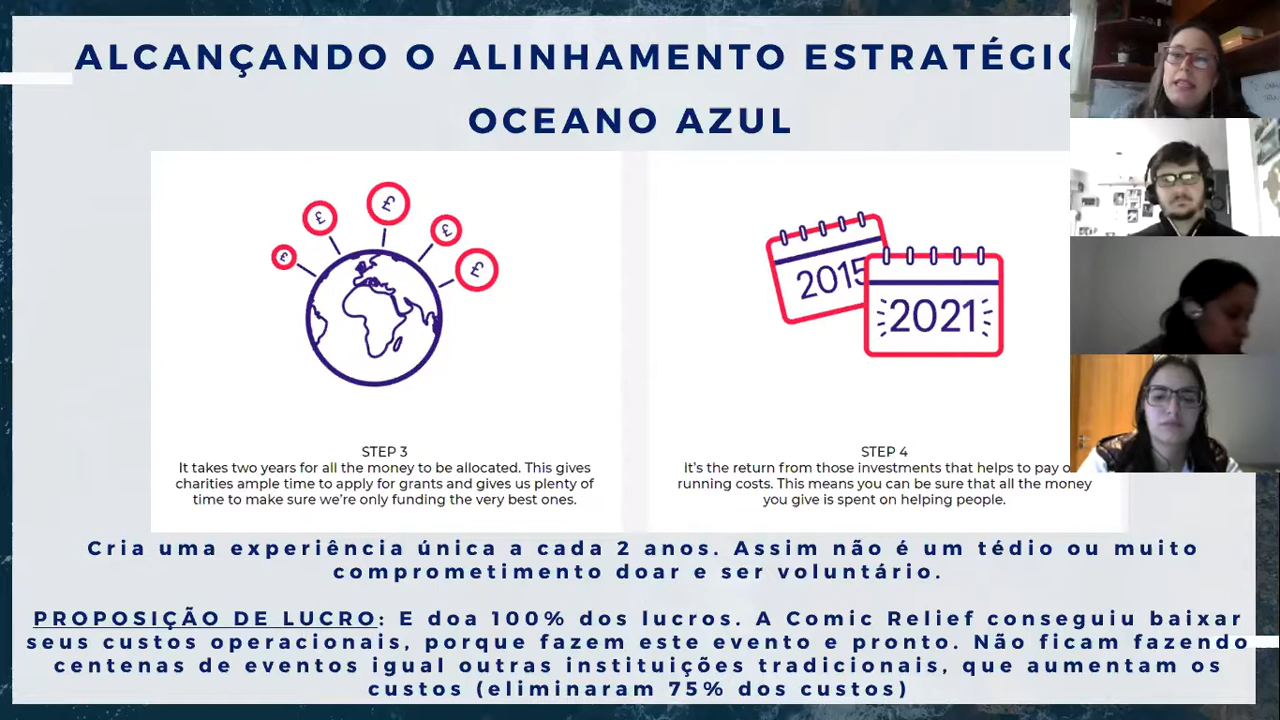 ALCANÇANDO O ALINHAMENTO ESTRATÉGIC
OCEANO AZUL
£
£
£
£
£
2015
2021
STEP 3
It takes two years for all the money to be allocated. This gives
charities ample time to apply for grants and gives us plenty of
time to make sure we're only funding the very best ones.
STEP 4
It's the return from those investments that helps to pay o
running costs. This means you can be sure that all the money
you give is spent on helping people.
Cria uma experiência única a cada 2 anos. Assim não é um tédio ou muito
comprometimento doar e ser voluntário.
PROPOSIÇÃO DE LUCRO: E doa 100% dos lucros. A Comic Relief conseguiu baixar
seus custos operacionais, porque fazem este evento e pronto. Não ficam fazendo
centenas de eventos igual outras instituições tradicionais, que aumentam os
custos (eliminaram 75% dos custos)